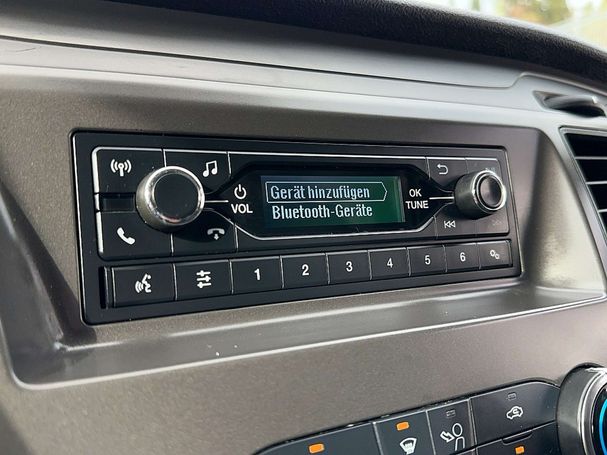 Gerät hinzufügen
Bluetooth-Geräte
VOL
OK
TUNE
1 2 3 4 5 6